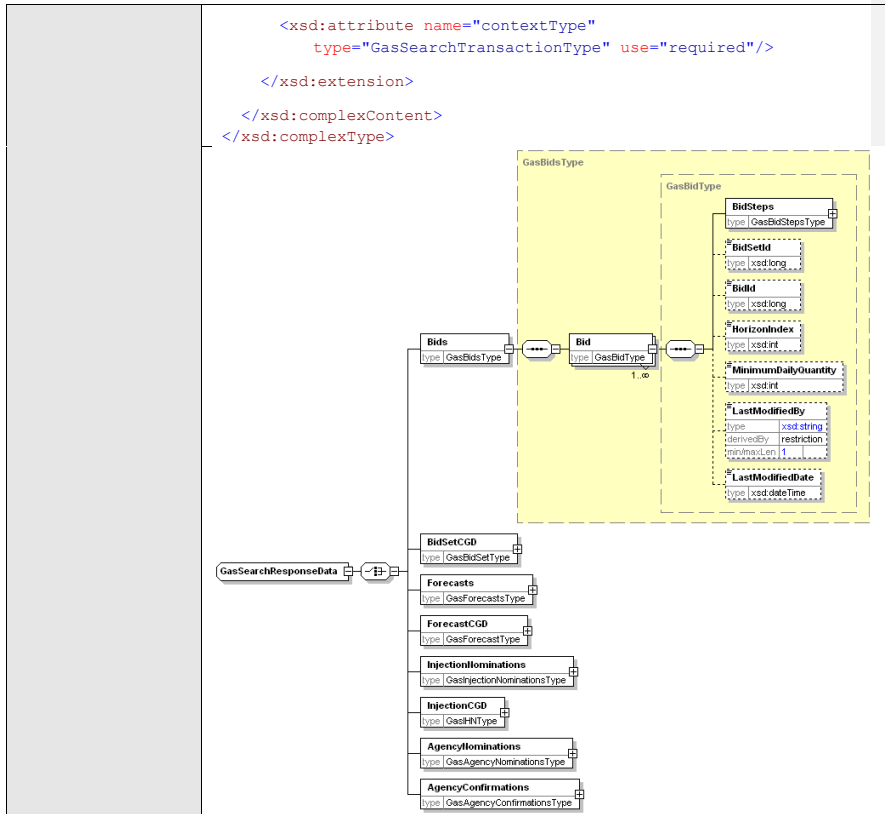 <xsd:attribute name="contextType"
type="GasSearchTransactionType" use="required"/>
</xsd:extension>
</xsd:complexContent>
</xsd:complexType>
GasBidsType
GasBidType
BidSteps
type GasBidStepsType
BidSetId
type xsd:long
BidId
type xsd:long
HorizonIndex
type xsd:int
Bids
type GasBidsType
Bid
type GasBidType
1..∞
MinimumDailyQuantity
type xsd:int
LastModifiedBy
type xsd:string
derivedBy restriction
min/maxLen 1
LastModifiedDate
type xsd:dateTime
GasSearchResponseData
BidSetCGD
type GasBidSetType
Forecasts
type GasForecastsType
ForecastCGD
type GasForecastType
InjectionNominations
type GasInjectionNominationsType
InjectionCGD
type GasIHNType
AgencyNominations
type GasAgencyNominationsType
AgencyConfirmations
type GasAgencyConfirmationsType